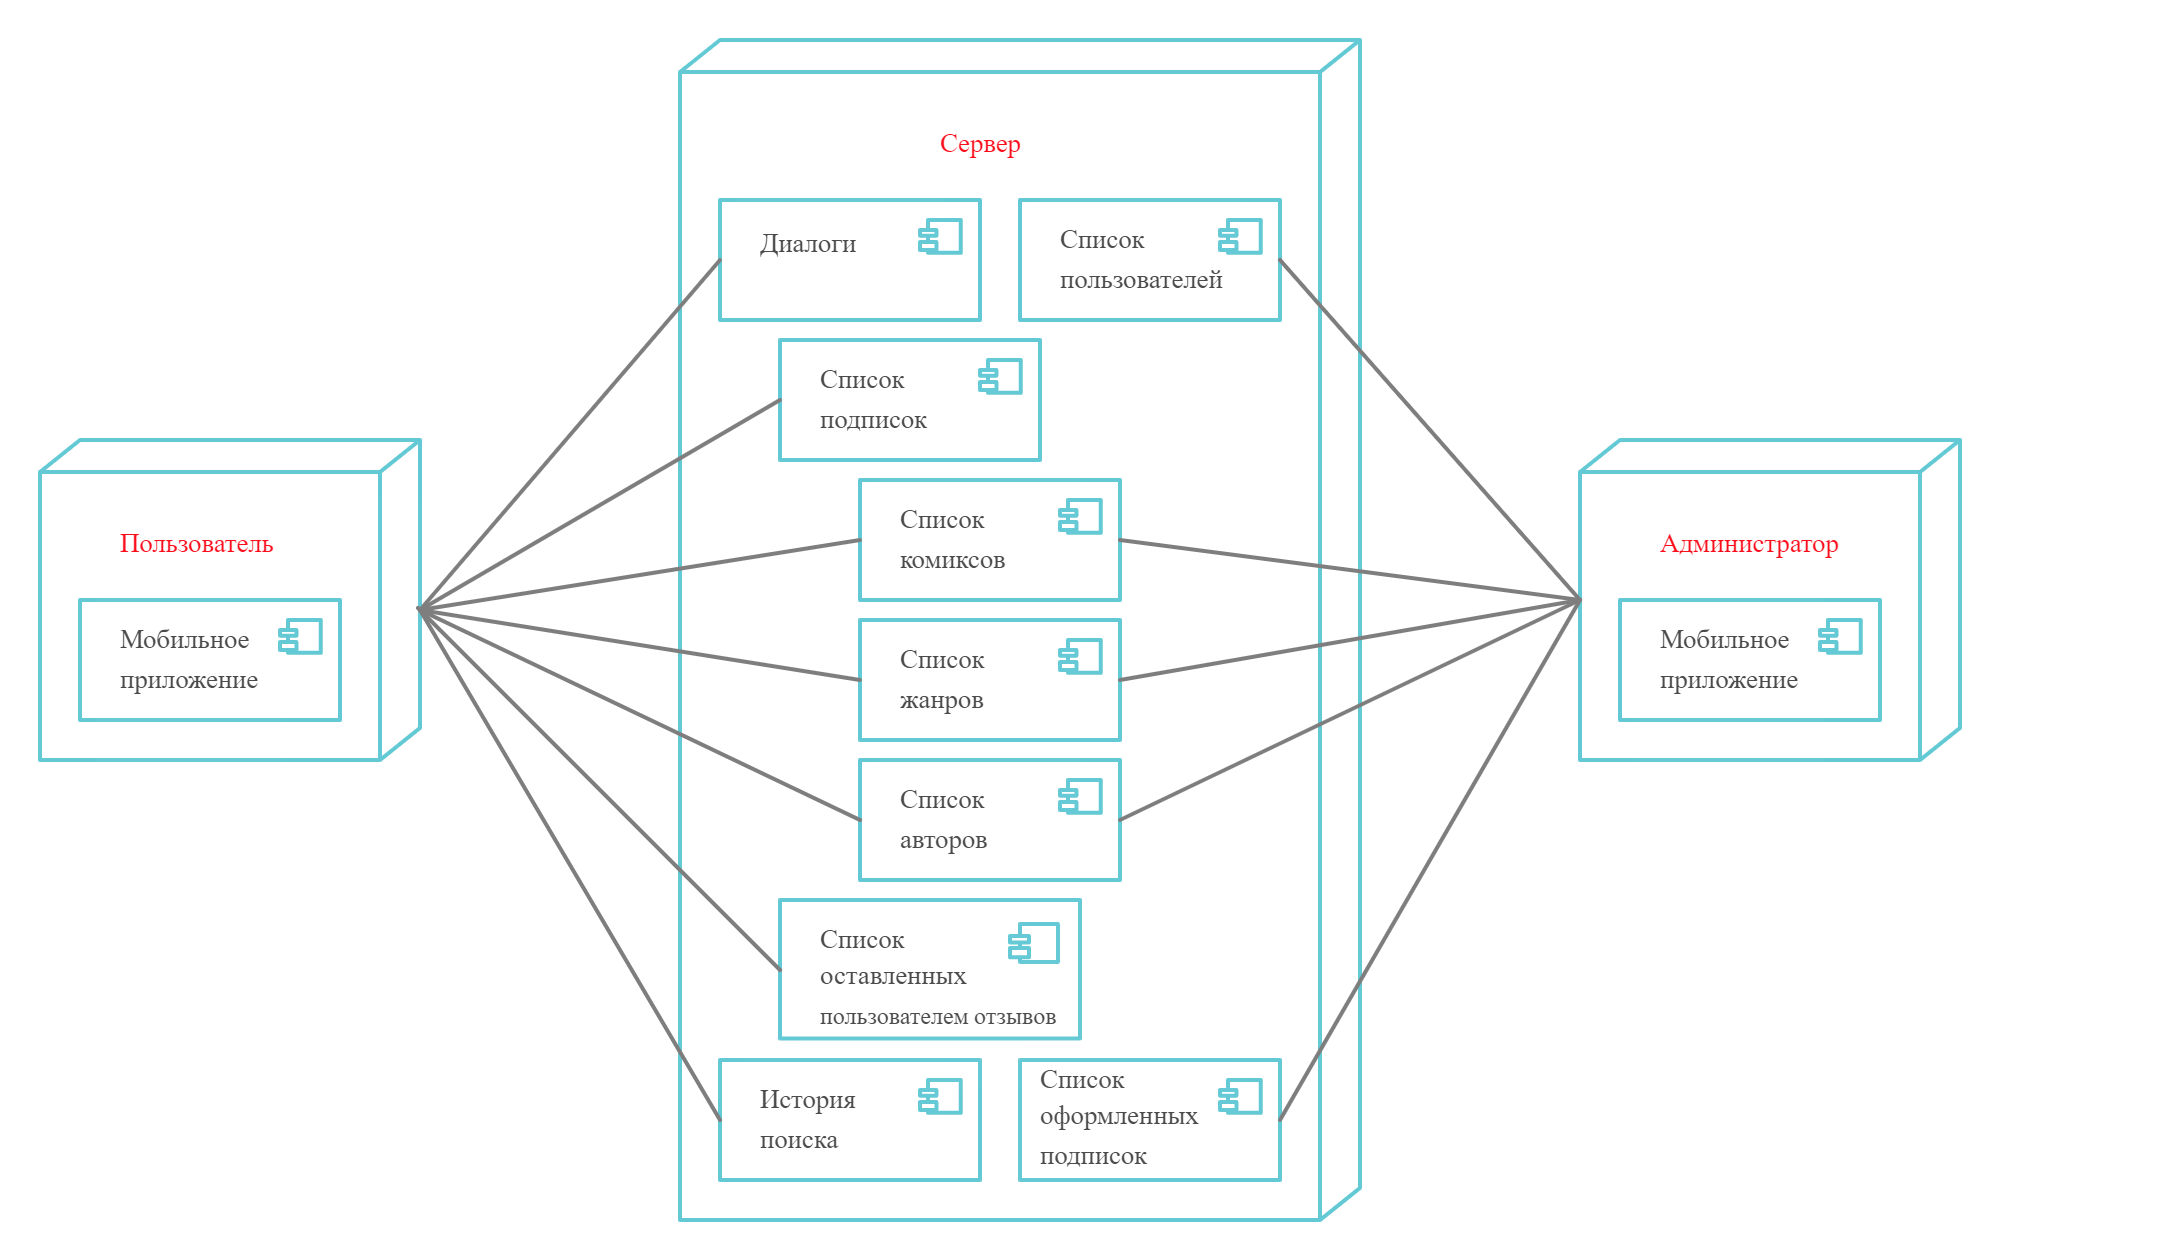 Сервер
Диалоги
Список
пользователей
Список
подписок
Список
комиксов
Список
жанров
Список
авторов
Список
оставленных
пользователем отзывов
История
поиска
Список
оформленных
подписок
Пользователь
Мобильное
приложение
Администратор
Мобильное
приложение